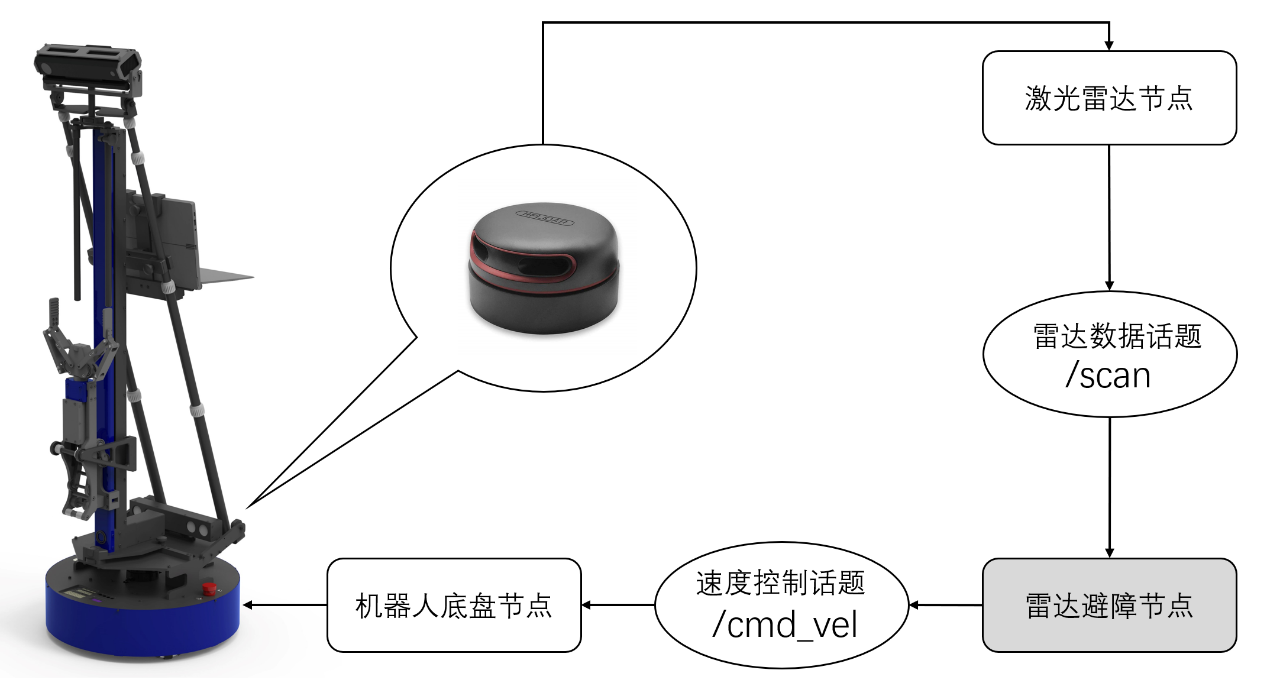 激光雷达节点
雷达数据话题
/scan
雷达避障节点
速度控制话题
/cmd_vel
机器人底盘节点